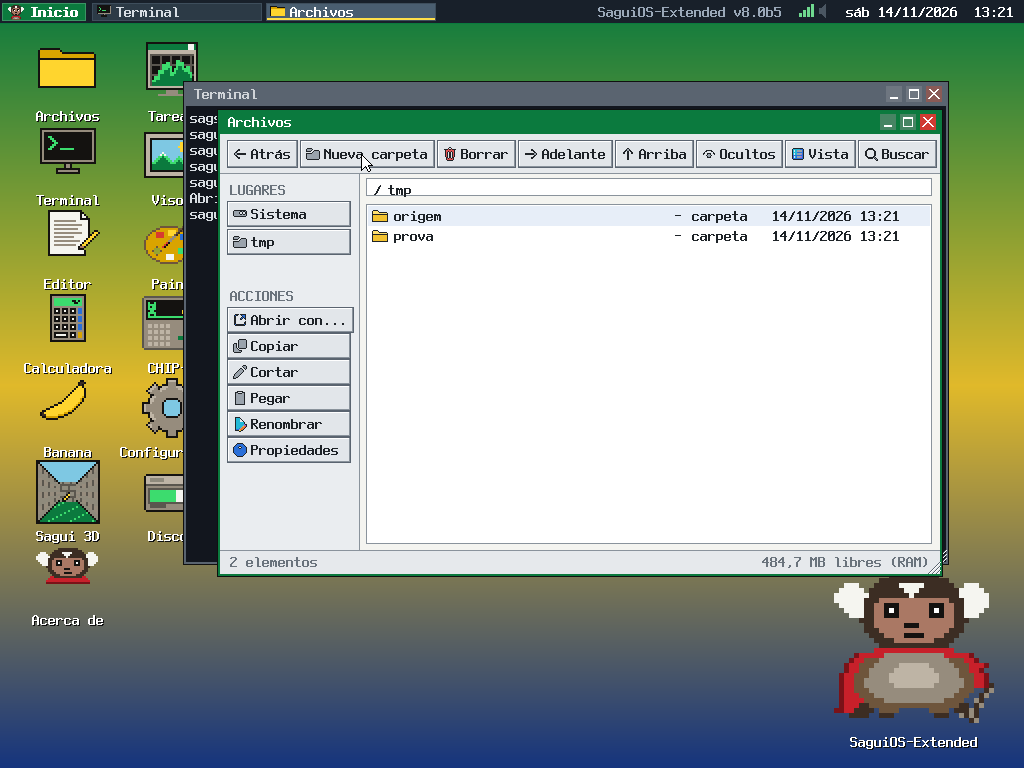 Inicio Terminal Archivos SaguiOS-Extended v8.0b5 sáb 14/11/2026 13:21
Archivos
Terminal
Editor
Calculadora
CHIP
Banana
Configur
Sagui 3D
Disco
Acerca de
Terminal
Abri
Archivos
Atrás Nueva carpeta Borrar Adelante Arriba Ocultos Vista Buscar
LUGARES
Sistema
tmp
ACCIONES
Abrir con...
Copiar
Cortar
Pegar
Renombrar
Propiedades
/ tmp
origem - carpeta 14/11/2026 13:21
prova - carpeta 14/11/2026 13:21
2 elementos 484,7 MB libres (RAM)
SaguiOS-Extended